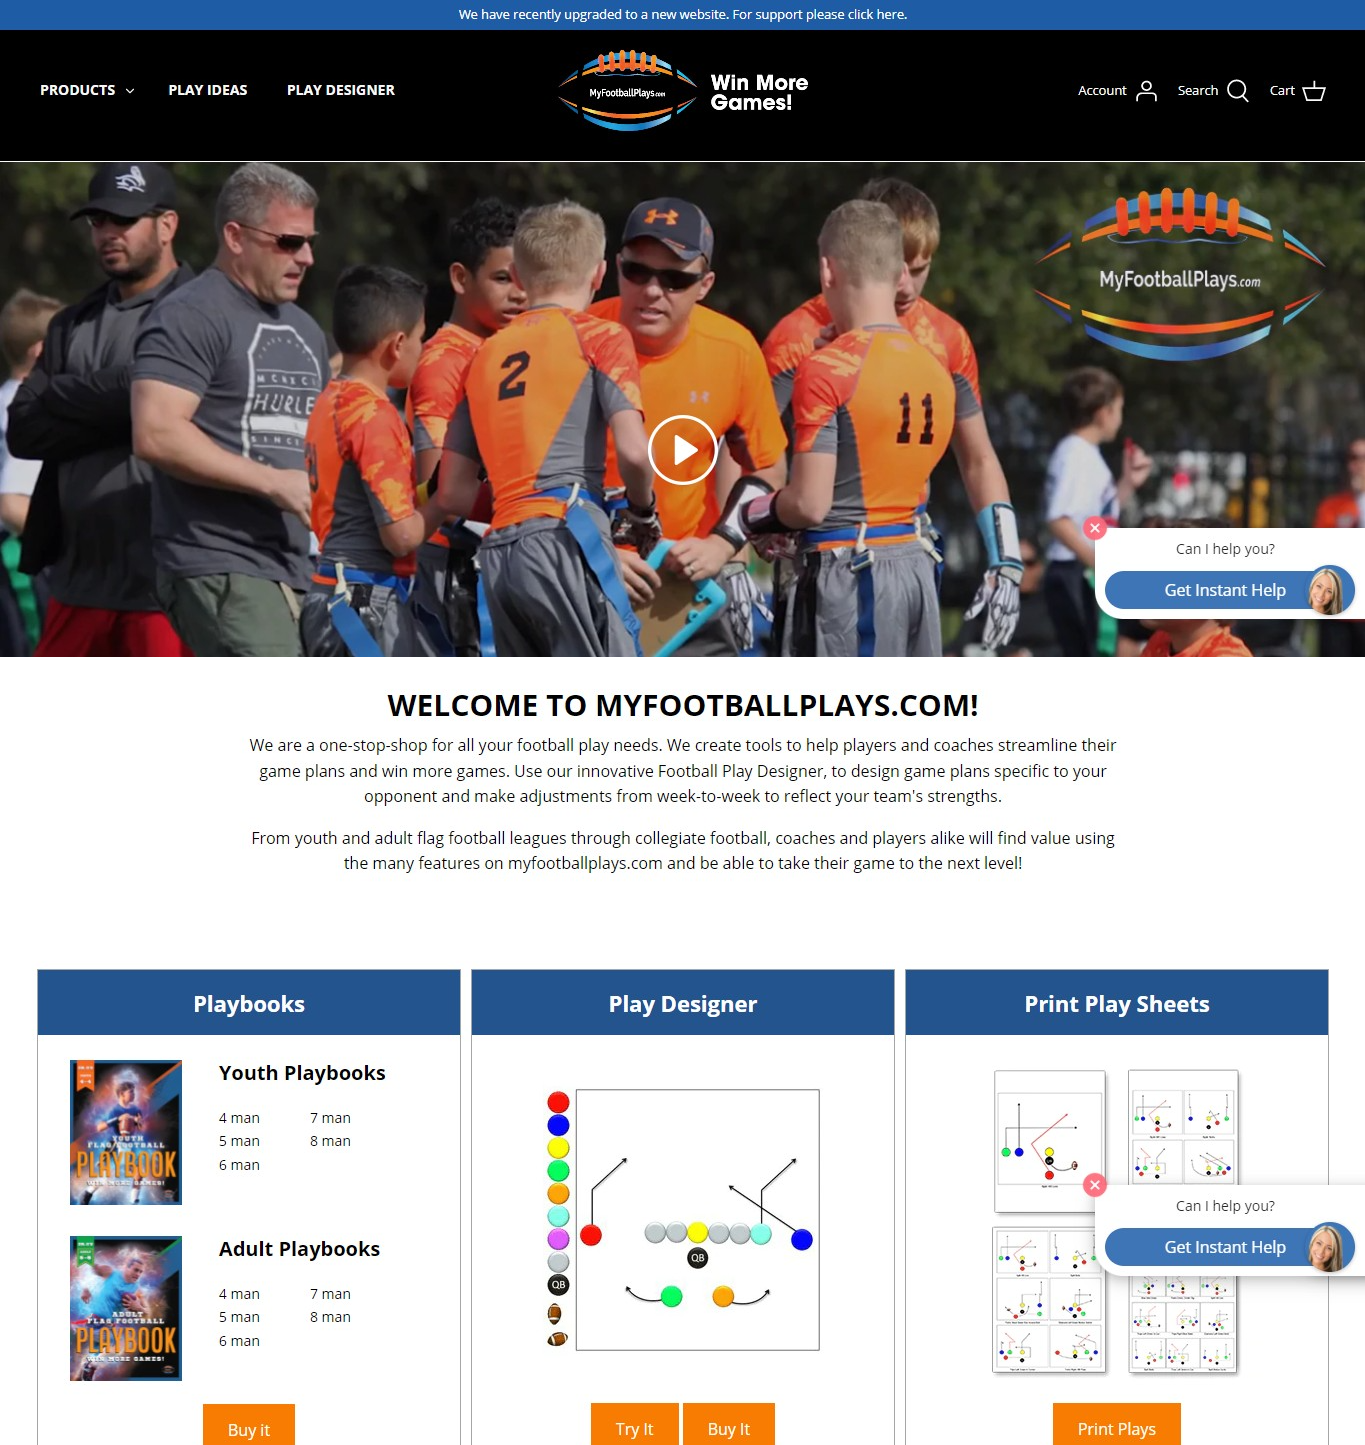 We have recently upgraded to a new website. For support please click here.
PRODUCTS
PLAY IDEAS
PLAY DESIGNER
MyFootballPlays.com
Win More
Games!
Account
Search
Cart
MyFootballPlays.com
2
11
HURLE
SINC
Can I help you?
Get Instant Help
WELCOME TO MYFOOTBALLPLAYS.COM!
We are a one-stop-shop for all your football play needs. We create tools to help players and coaches streamline their
game plans and win more games. Use our innovative Football Play Designer, to design game plans specific to your
opponent and make adjustments from week-to-week to reflect your team's strengths.
From youth and adult flag football leagues through collegiate football, coaches and players alike will find value using
the many features on myfootballplays.com and be able to take their game to the next level!
Playbooks
YOUTH
FLAG FOOTBALL
PLAYBOOK
WIN MORE GAMES!
Youth Playbooks
4 man
7 man
5 man
8 man
6 man
ADULT
FLAG FOOTBALL
PLAYBOOK
WIN MORE GAMES!
Adult Playbooks
4 man
7 man
5 man
8 man
6 man
Buy it
Play Designer
QB
QB
Try It
Buy It
Print Play Sheets
Can I help you?
Get Instant Help
Print Plays